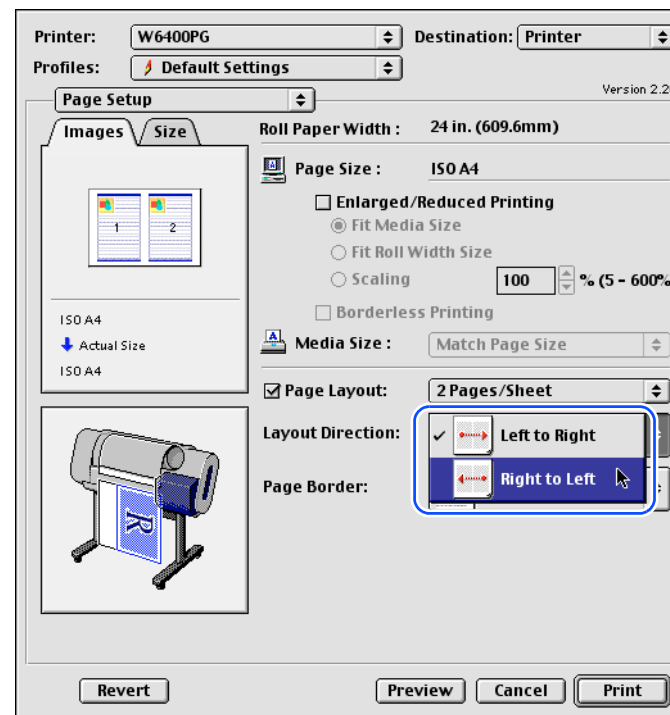 Printer: W6400PG Destination: Printer
Profiles: Default Settings
Version 2.2
Page Setup
Images Size
Roll Paper Width : 24 in. (609.6mm)
Page Size : ISO A4
Enlarged/Reduced Printing
Fit Media Size
Fit Roll Width Size
Scaling 100 % (5 - 600%
Borderless Printing
1 2
ISO A4
Actual Size
ISO A4
Media Size : Match Page Size
Page Layout: 2 Pages/Sheet
Layout Direction: Left to Right
Right to Left
Page Border:
R
Revert Preview Cancel Print